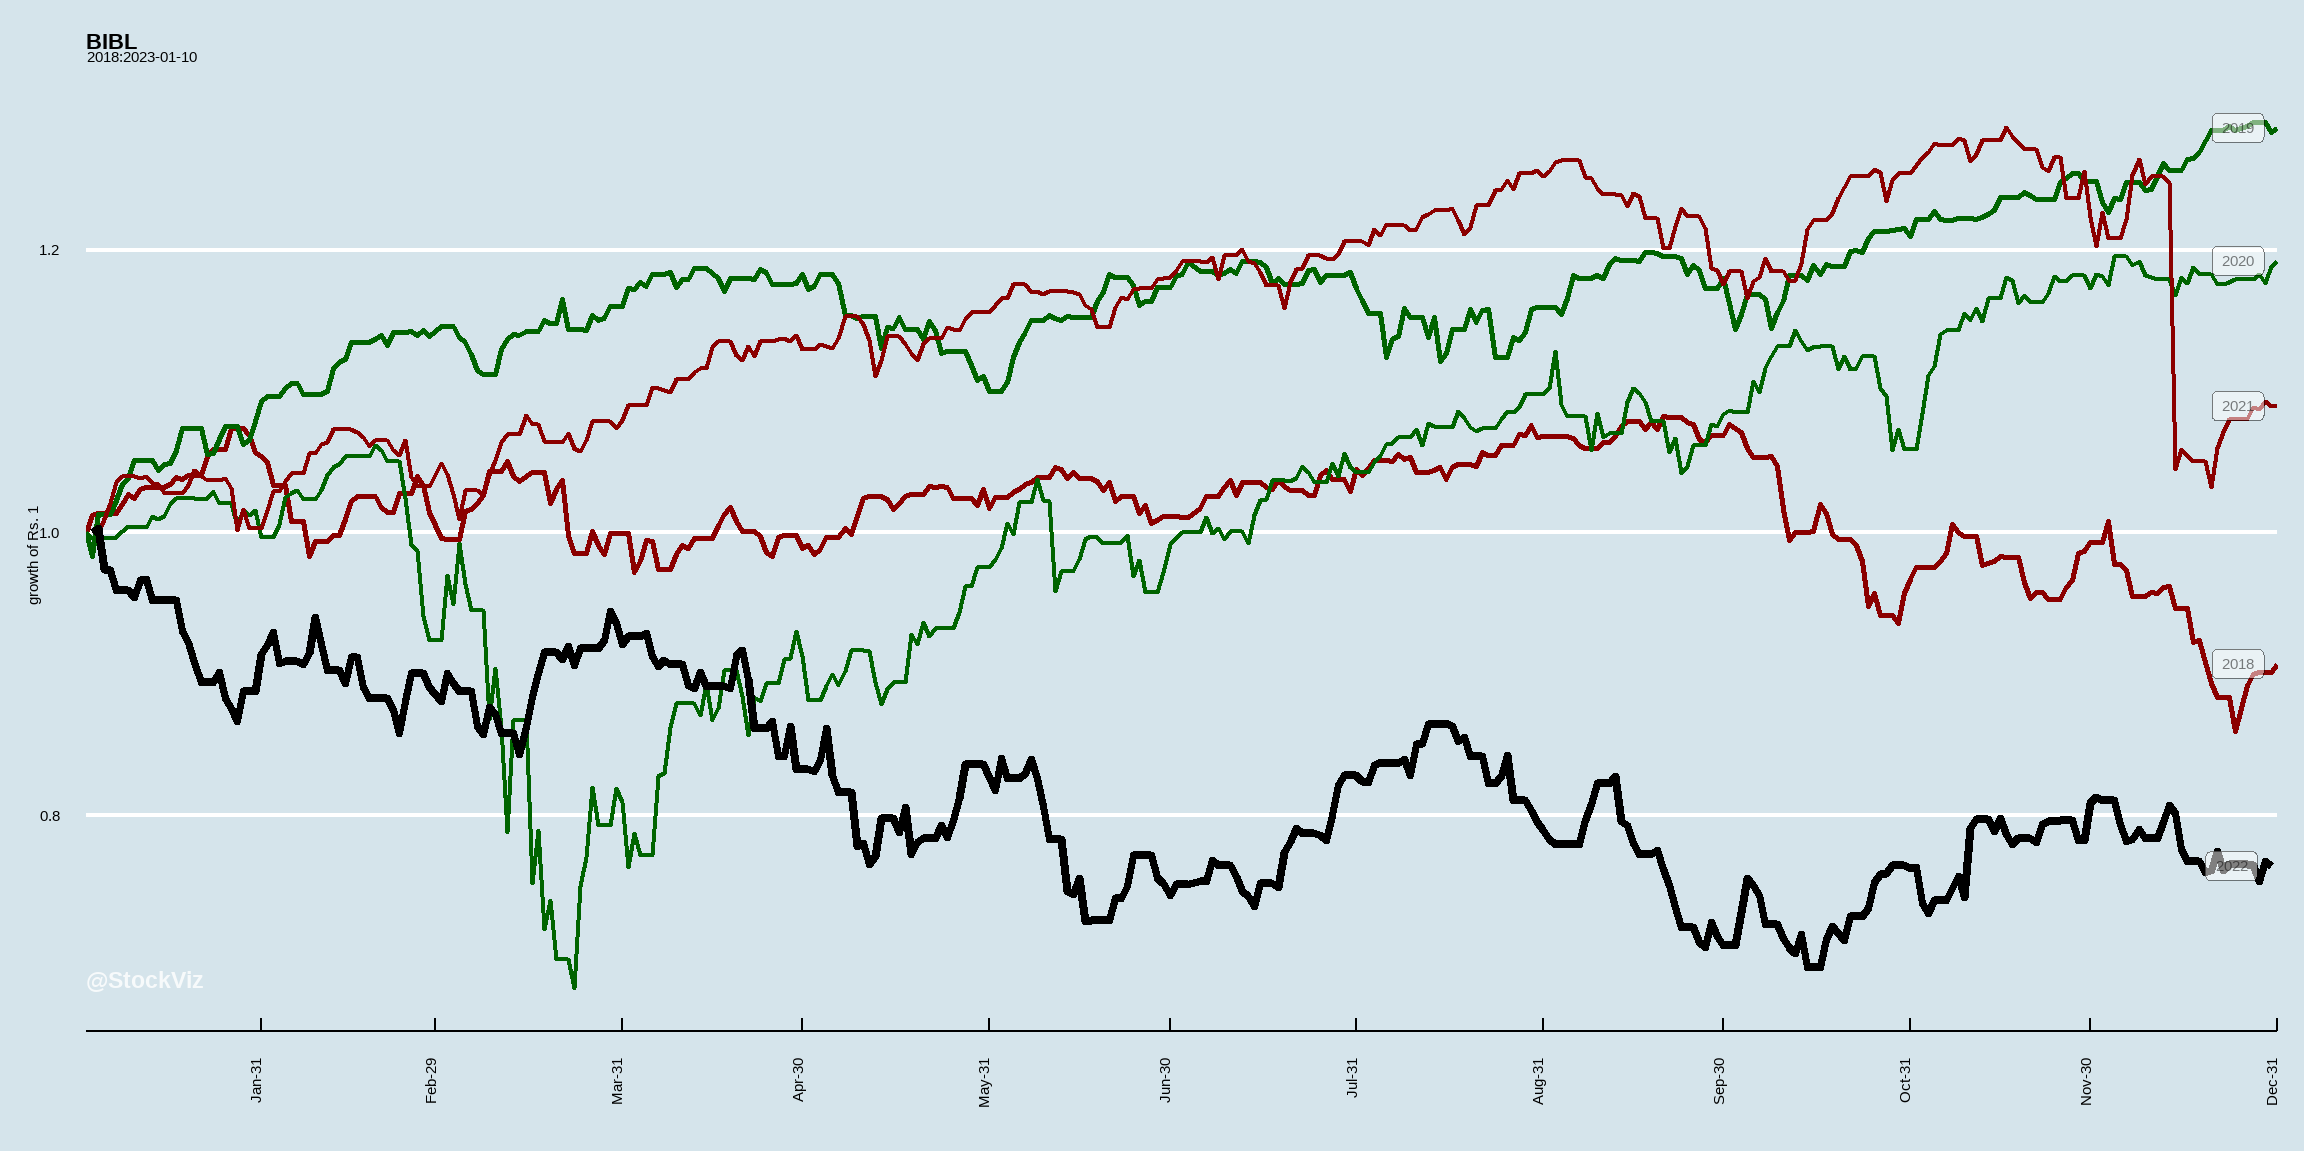 BIBL
2018:2023-01-10
growth of Rs. 1
1.2
1.0
0.8
2019
2020
2021
2018
2022
@StockViz
Jan-31
Feb-29
Mar-31
Apr-30
May-31
Jun-30
Jul-31
Aug-31
Sep-30
Oct-31
Nov-30
Dec-31